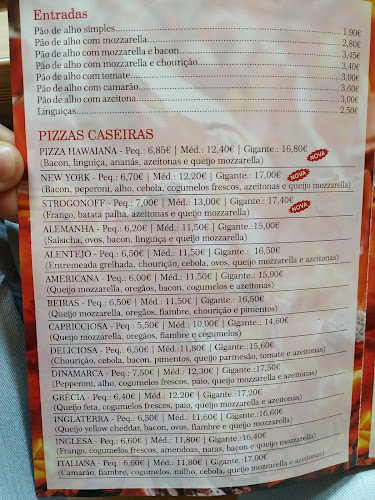 Entradas
Pão de alho simples 1,90€
Pão de alho com mozzarella 2,80€
Pão de alho com mozzarella e bacon 3,45€
Pão de alho com mozzarella e chourição 3,40€
Pão de alho com tomate 3,00€
Pão de alho com camarão 3,60€
Pão de alho com azeitona 3,00€
Linguiças 2,50€
PIZZAS CASEIRAS
PIZZA HAWAIANA - Peq.: 6,85€ | Méd.: 12,40€ | Gigante.: 16,80€
(Bacon, linguiça, ananás, azeitonas e queijo mozzarella) NOVA
NEW YORK - Peq.: 6,70€ | Méd.: 12,20€ | Gigante.: 17,00€
(Bacon, peperoni, alho, cebola, cogumelos frescos, azeitonas e queijo mozzarella) NOVA
STROGONOFF - Peq.: 7,00€ | Méd.: 13,00€ | Gigante.: 17,40€
(Frango, batata palha, azeitonas e queijo mozzarella) NOVA
ALEMANHA - Peq.: 6,20€ | Méd.: 11,50€ | Gigante.:15,00€
(Salsicha, ovos, bacon, linguiça e queijo mozzarella)
ALENTEJO - Peq.: 6,50€ | Méd.: 11,50€ | Gigante.: 16,50€
(Entremeada grelhada, chourição, cebola, ovos, queijo mozzarella e azeitonas)
AMERICANA - Peq.: 6,00€ | Méd.: 11,50€ | Gigante.: 15,90€
(Queijo mozzarella, oregãos, bacon, cogumelos e azeitonas)
BEIRAS - Peq.: 6,50€ | Méd.: 11,50€ | Gigante.: 16,50€
(Queijo mozzarella, oregãos, fiambre, chourição e pimentos)
CAPRICCIOSA - Peq.: 5,50€ | Méd.: 10,00€ | Gigante.: 14,60€
(Queijo mozzarella, oregãos, fiambre e cogumelos)
DELICIOSA - Peq.: 6,50€ | Méd.: 11,80€ | Gigante.: 15,60€
(Chourição, cebola, bacon, pimentos, queijo parmesão, tomate e azeitonas)
DINAMARCA - Peq.: 7,50€ | Méd.: 12,30€ | Gigante.:17,50€
(Pepperoni, alho, cogumelos frescos, paio, queijo mozzarella e azeitonas)
GRÉCIA - Peq.: 6,40€ | Méd.: 12,20€ | Gigante.:17,20€
(Queijo feta, cogumelos frescos, paio, queijo mozzarella e azeitonas)
INGLATERRA - Peq.: 6,50€ | Méd.: 11,50€ | Gigante.:16,60€
(Queijo yellow cheddar, bacon, ovos, fiambre e queijo mozzarella)
INGLESA - Peq.: 6,60€ | Méd.: 11,80€ | Gigante.:16,40€
(Frango, cogumelos, amendoas, natas, bacon e queijo mozzarella)
ITALIANA - Peq.: 6,60€ | Méd.: 11,80€ | Gigante.: 17,00€
(Camarão, fiambre, cogumelos, milho, cebola, queijo mozzarella e azeitonas)